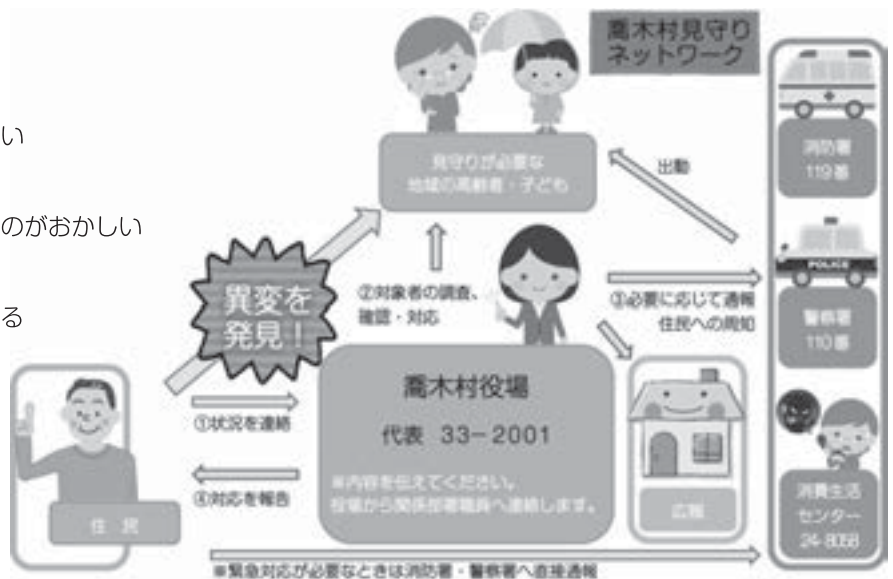 い
のがおかしい
る
喬木村見守り
ネットワーク
見守りが必要な
地域の高齢者・子ども
出動
消防署
119番
異変を
発見!
②対象者の調査、
確認・対応
③必要に応じて通報
住民への周知
POLICE
警察署
110番
喬木村役場
代表 33-2001
※内容を伝えてください。
役場から関係部署職員へ連絡します。
①状況を連絡
④対応を報告
住 民
広報
消費生活
センター
24-8058
※緊急対応が必要なときは消防署・警察署へ直接通報